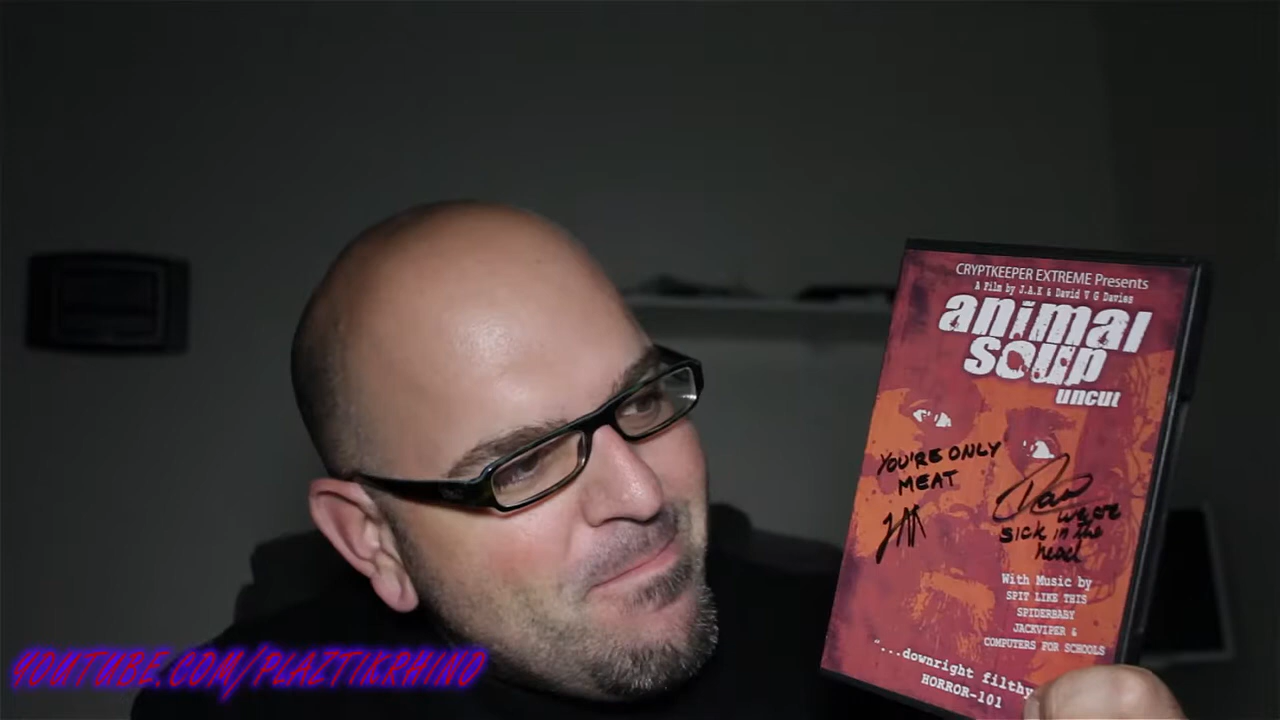 CRYPTKEEPER EXTREME Presents
A Film by J.A.K & David V G Davies
animal
soup
uncut
YOU'RE ONLY
MEAT
JAK
Dav
WE'RE
SICK in the
head
With Music by
SPIT LIKE THIS
SPIDERBABY
JACKVIPER &
COMPUTERS FOR SCHOOLS
"...downright filthy
HORROR-101
YOUTUBE.COM/PLAZTIKRHINO